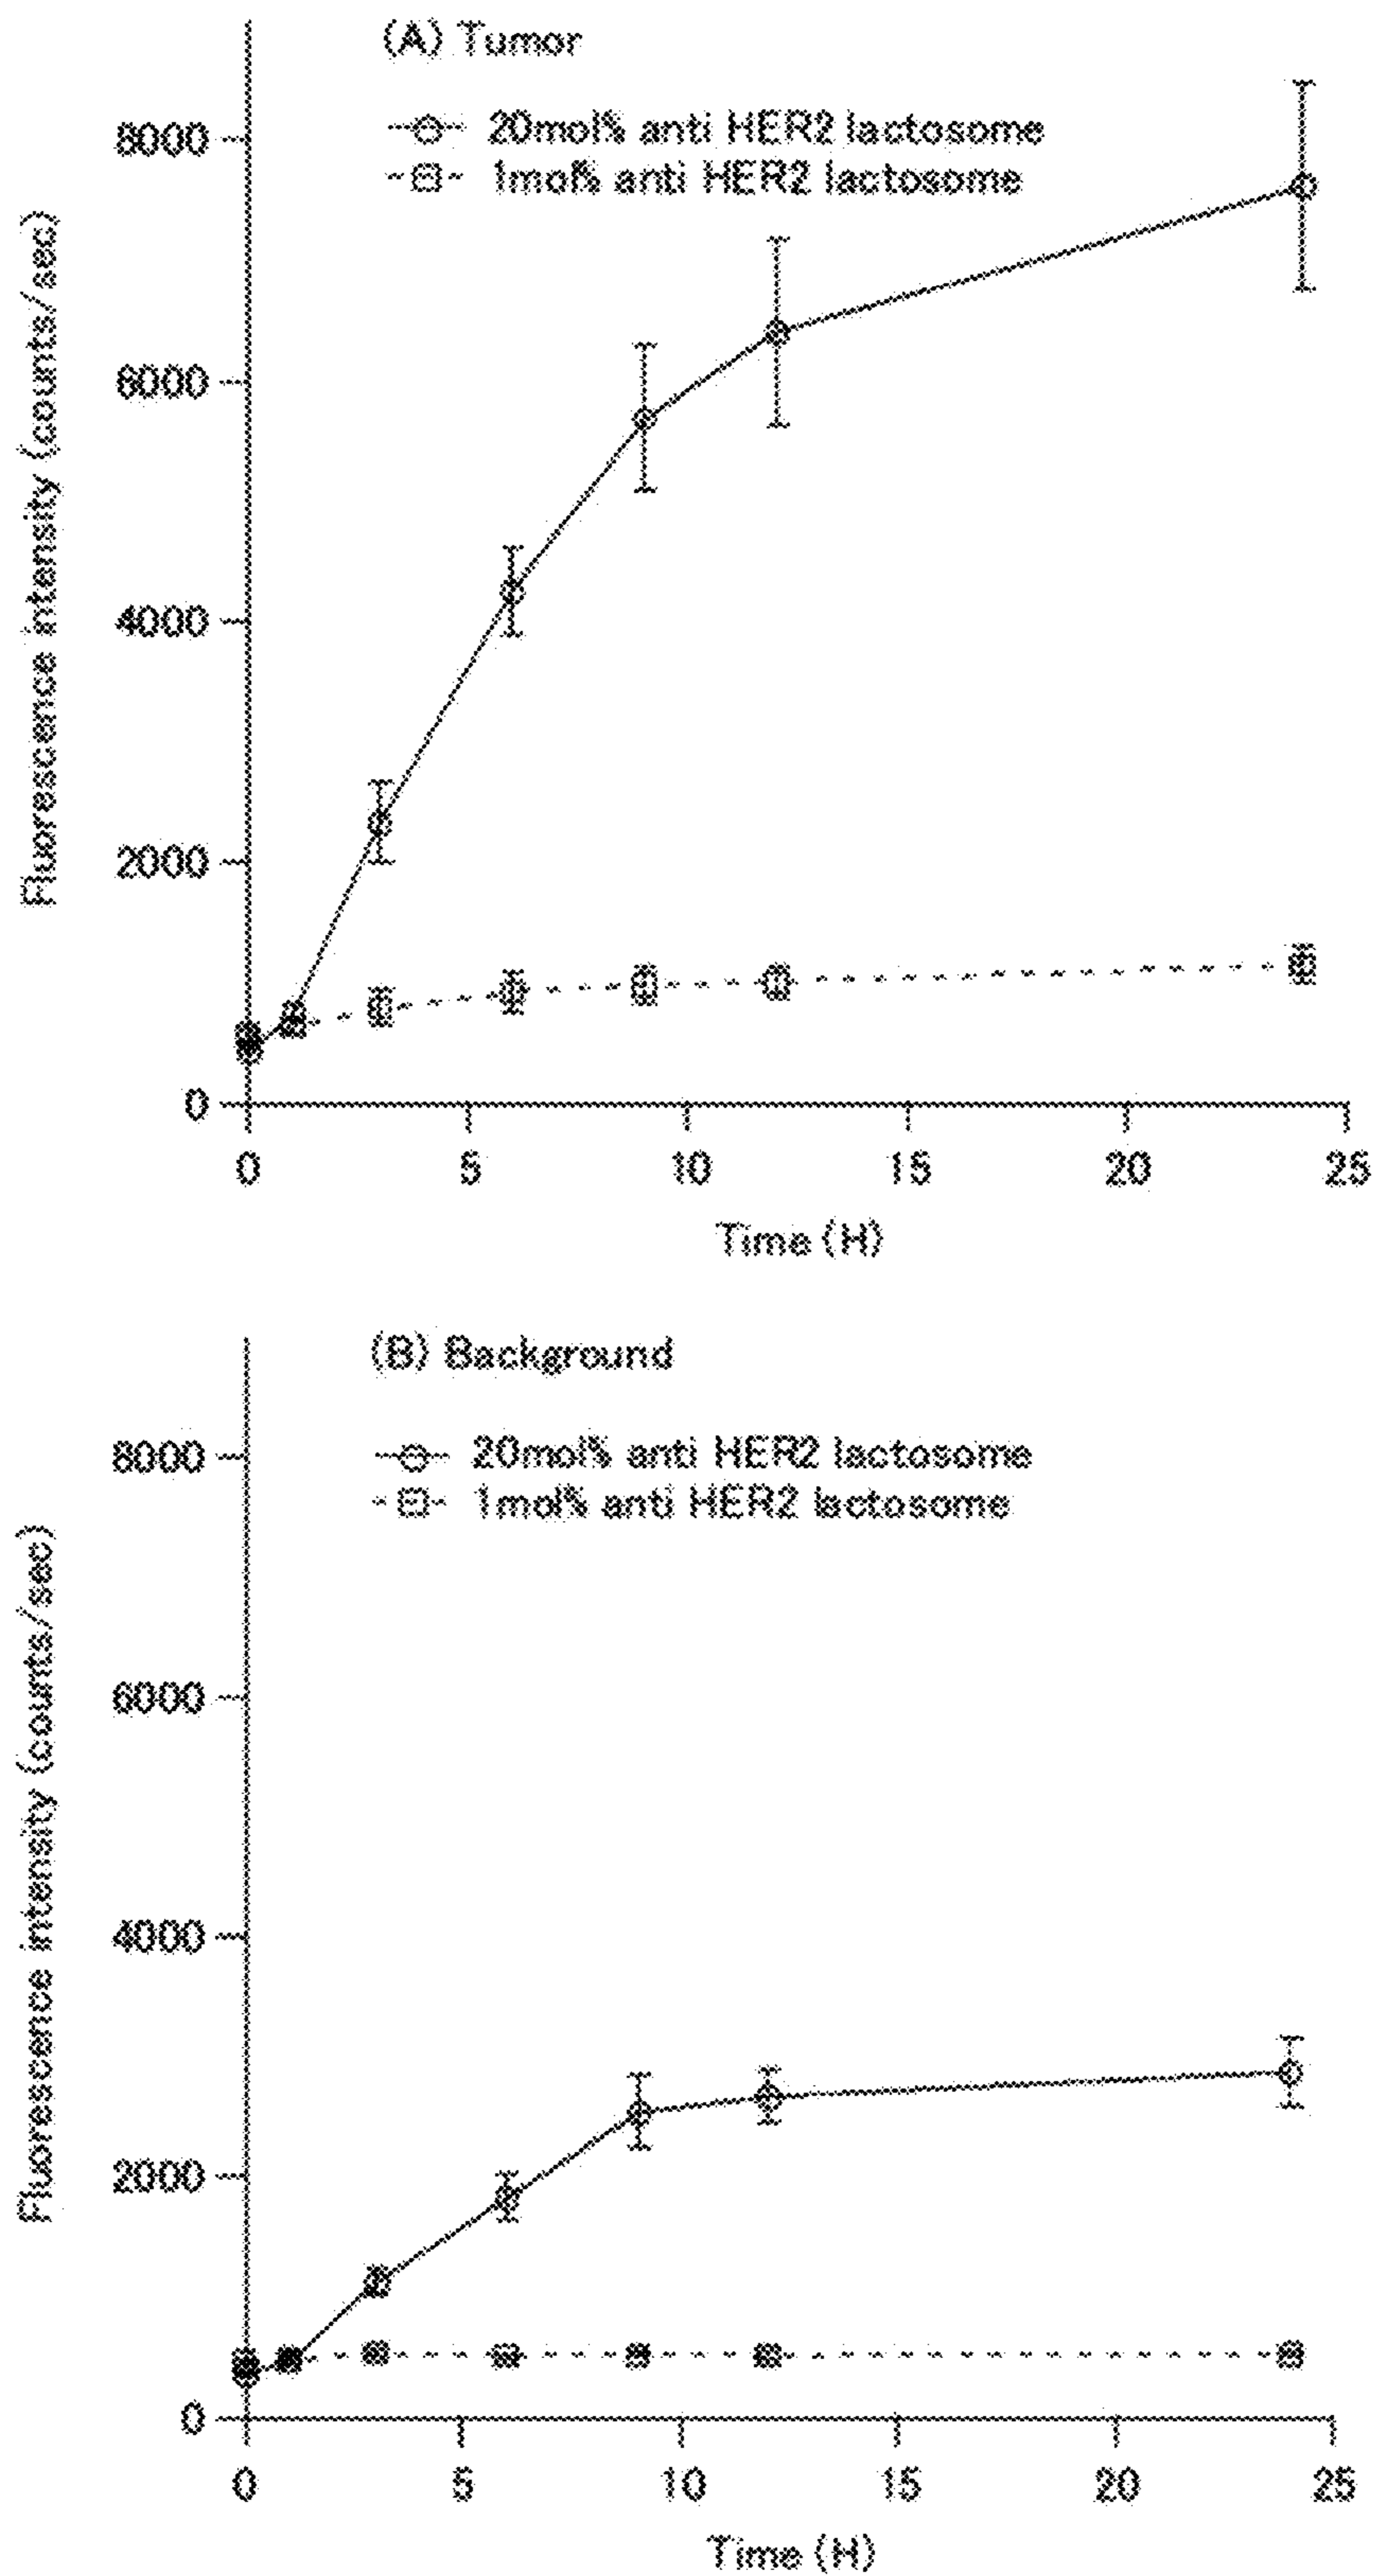 (A) Tumor
20mol% anti HER2 lactosome
1mol% anti HER2 lactosome
8000
6000
4000
2000
0
Fluorescence intensity (counts/sec)
0 5 10 15 20 25
Time (H)
(B) Background
20mol% anti HER2 lactosome
1mol% anti HER2 lactosome
8000
6000
4000
2000
0
Fluorescence intensity (counts/sec)
0 5 10 15 20 25
Time (H)